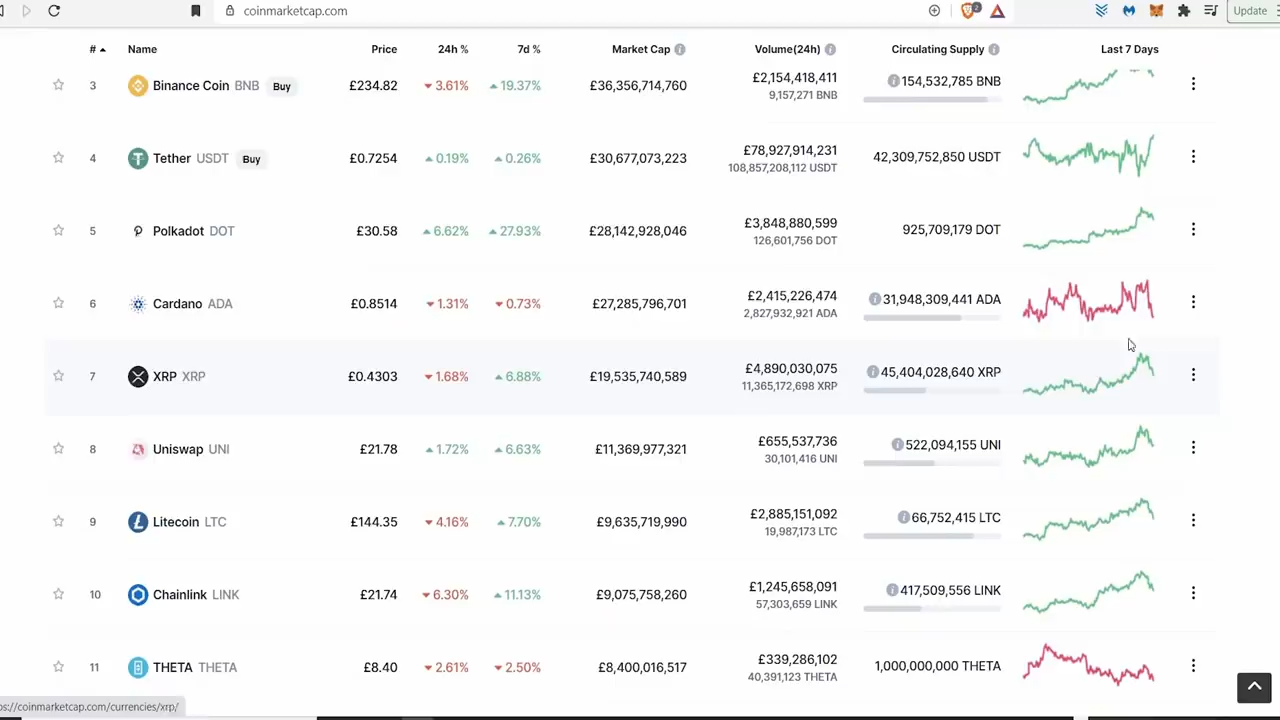 coinmarketcap.com
2
Update
# Name Price 24h % 7d % Market Cap Volume(24h) Circulating Supply Last 7 Days
3 Binance Coin BNB Buy £234.82 3.61% 19.37% £36,356,714,760 £2,154,418,411 154,532,785 BNB
9,157,271 BNB
4 Tether USDT Buy £0.7254 0.19% 0.26% £30,677,073,223 £78,927,914,231 42,309,752,850 USDT
108,857,208,112 USDT
5 Polkadot DOT £30.58 6.62% 27.93% £28,142,928,046 £3,848,880,599 925,709,179 DOT
126,601,756 DOT
6 Cardano ADA £0.8514 1.31% 0.73% £27,285,796,701 £2,415,226,474 31,948,309,441 ADA
2,827,932,921 ADA
7 XRP XRP £0.4303 1.68% 6.88% £19,535,740,589 £4,890,030,075 45,404,028,640 XRP
11,365,172,698 XRP
8 Uniswap UNI £21.78 1.72% 6.63% £11,369,977,321 £655,537,736 522,094,155 UNI
30,101,416 UNI
9 Litecoin LTC £144.35 4.16% 7.70% £9,635,719,990 £2,885,151,092 66,752,415 LTC
19,987,173 LTC
10 Chainlink LINK £21.74 6.30% 11.13% £9,075,758,260 £1,245,658,091 417,509,556 LINK
57,303,659 LINK
11 THETA THETA £8.40 2.61% 2.50% £8,400,016,517 £339,286,102 1,000,000,000 THETA
40,391,123 THETA
ps://coinmarketcap.com/currencies/xrp/